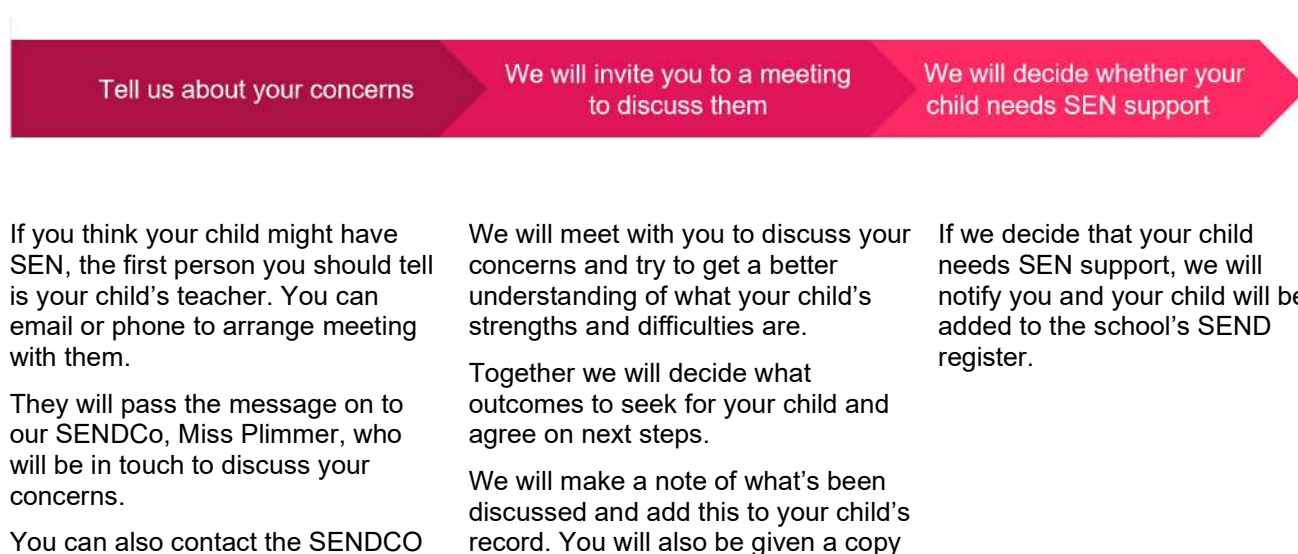 Tell us about your concerns
We will invite you to a meeting
to discuss them
We will decide whether your
child needs SEN support
If you think your child might have
SEN, the first person you should tell
is your child’s teacher. You can
email or phone to arrange meeting
with them.
They will pass the message on to
our SENDCo, Miss Plimmer, who
will be in touch to discuss your
concerns.
You can also contact the SENDCO
We will meet with you to discuss your
concerns and try to get a better
understanding of what your child’s
strengths and difficulties are.
Together we will decide what
outcomes to seek for your child and
agree on next steps.
We will make a note of what’s been
discussed and add this to your child’s
record. You will also be given a copy
If we decide that your child
needs SEN support, we will
notify you and your child will be
added to the school’s SEND
register.